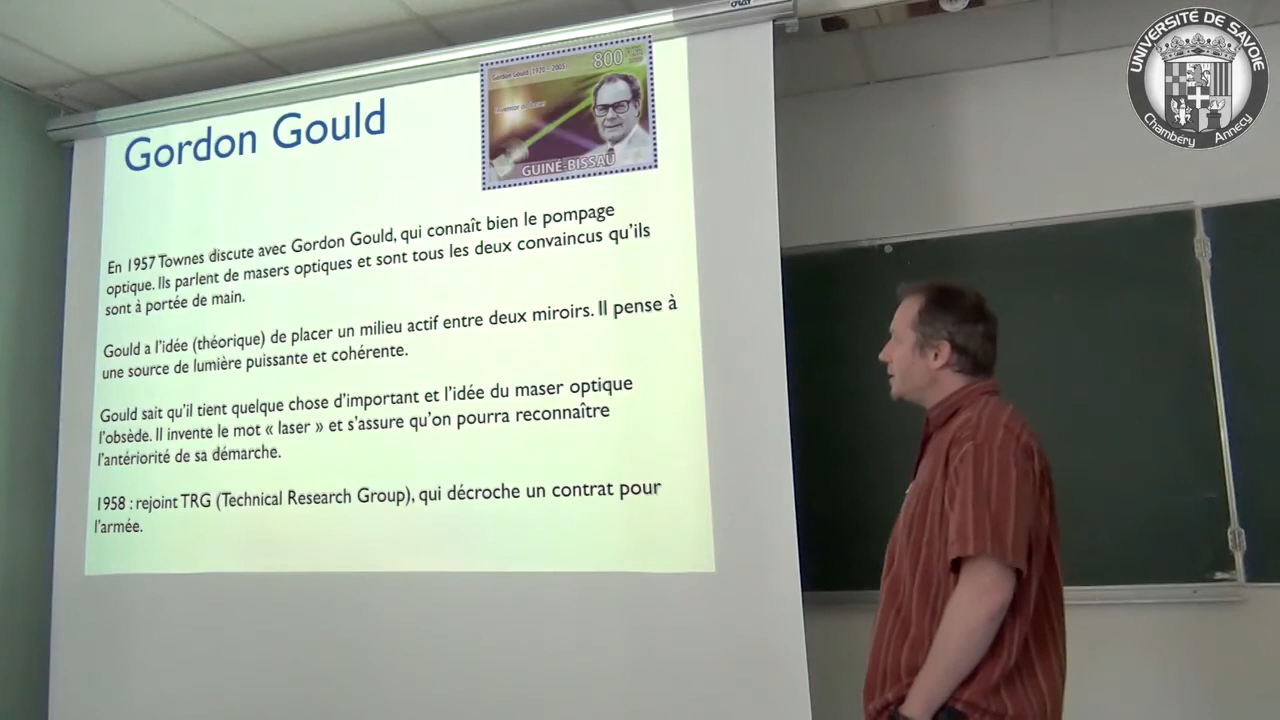 Gordon Gould
800
Gordon Gould (1920 - 2005)
GUINÉ-BISSAU
En 1957 Townes discute avec Gordon Gould, qui connaît bien le pompage
optique. Ils parlent de masers optiques et sont tous les deux convaincus qu'ils
sont à portée de main.
Gould a l'idée (théorique) de placer un milieu actif entre deux miroirs. Il pense à
une source de lumière puissante et cohérente.
Gould sait qu'il tient quelque chose d'important et l'idée du maser optique
l'obsède. Il invente le mot « laser » et s'assure qu'on pourra reconnaître
l'antériorité de sa démarche.
1958 : rejoint TRG (Technical Research Group), qui décroche un contrat pour
l'armée.
UNIVERSITÉ DE SAVOIE
Chambéry Annecy